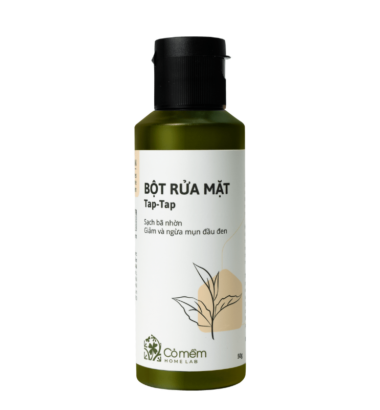 BỘT RỬA MẶT
Tap-Tap
Sạch bã nhờn
Giảm và ngừa mụn đầu đen
Cỏ mềm
HOME LAB